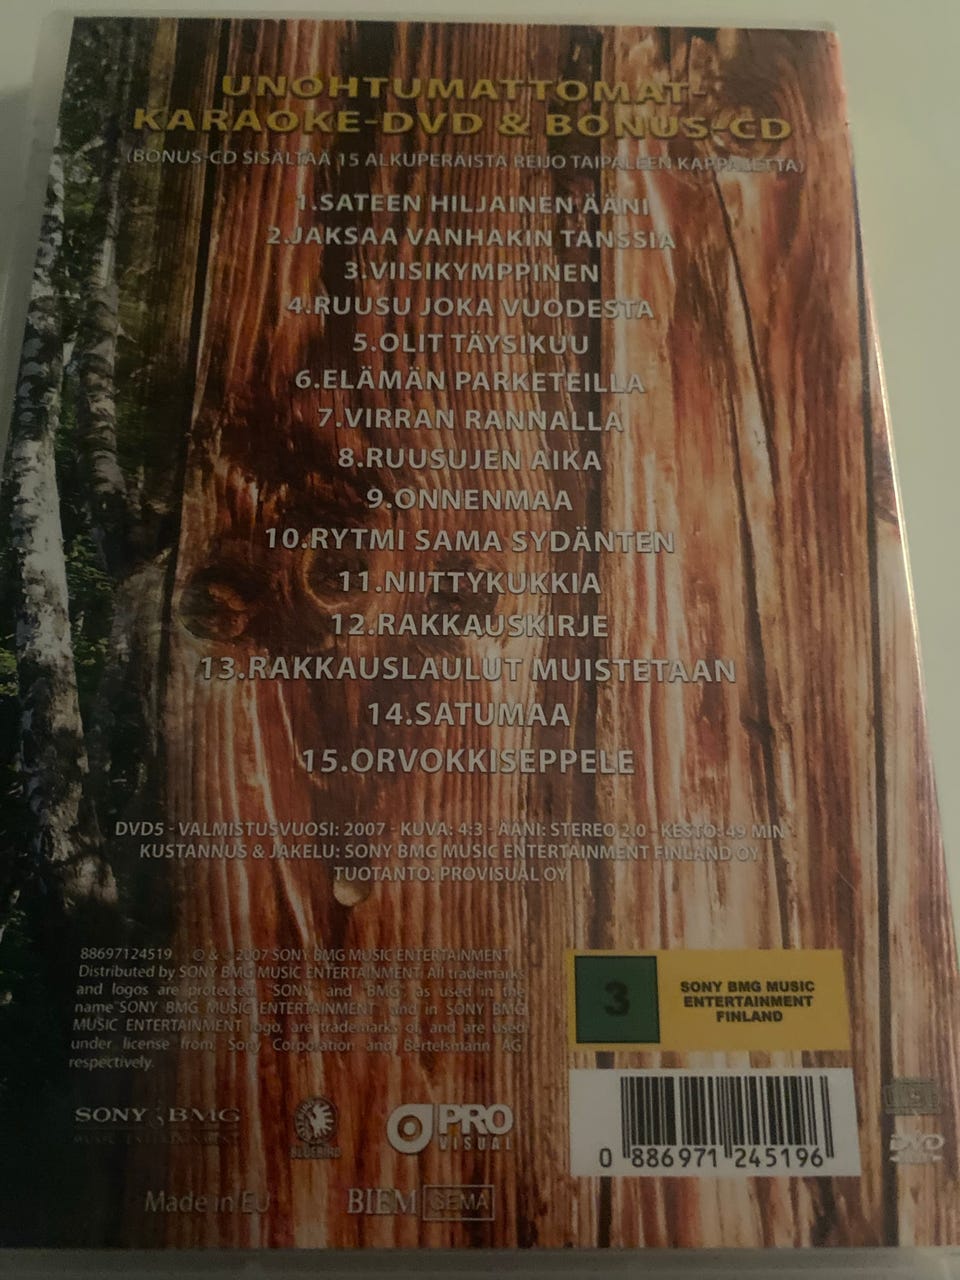 UNOHTUMATTOMAT-
KARAOKE-DVD & BONUS-CD
(BONUS-CD SISÄLTÄÄ 15 ALKUPERÄISTÄ REIJO TAIPALEEN KAPPALETTA)
1.SATEEN HILJAINEN ÄÄNI
2.JAKSAA VANHAKIN TANSSIA
3.VIISIKYMPPINEN
4.RUUSU JOKA VUODESTA
5.OLIT TÄYSIKUU
6.ELÄMÄN PARKETEILLA
7.VIRRAN RANNALLA
8.RUUSUJEN AIKA
9.ONNENMAA
10.RYTMI SAMA SYDÄNTEN
11.NIITTYKUKKIA
12.RAKKAUSKIRJE
13.RAKKAUSLAULUT MUISTETAAN
14.SATUMAA
15.ORVOKKISEPPELE
DVD5 - VALMISTUSVUOSI: 2007 - KUVA: 4:3 - ÄÄNI: STEREO 2.0 - KESTO: 49 MIN.
KUSTANNUS & JAKELU: SONY BMG MUSIC ENTERTAINMENT FINLAND OY
TUOTANTO: PROVISUAL OY
88697124519 © & ℗ 2007 SONY BMG MUSIC ENTERTAINMENT
Distributed by SONY BMG MUSIC ENTERTAINMENT. All trademarks
and logos are protected. "SONY" and "BMG", as used in the
name "SONY BMG MUSIC ENTERTAINMENT" and in SONY BMG
MUSIC ENTERTAINMENT logo, are trademarks of, and are used
under license from, Sony Corporation and Bertelsmann AG,
respectively.
3
SONY BMG MUSIC
ENTERTAINMENT
FINLAND
SONY BMG
MUSIC ENTERTAINMENT
BLUEBIRD
PRO
VISUAL
0 886971 245196
DVD
Made in EU
BIEM GEMA